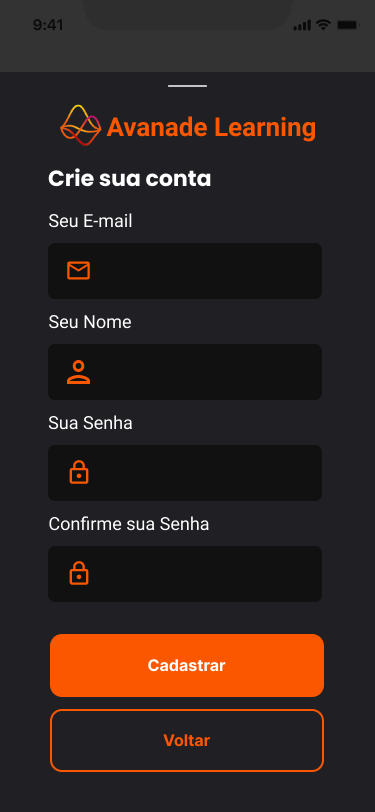 9:41
Avanade Learning
Crie sua conta
Seu E-mail
Seu Nome
Sua Senha
Confirme sua Senha
Cadastrar
Voltar